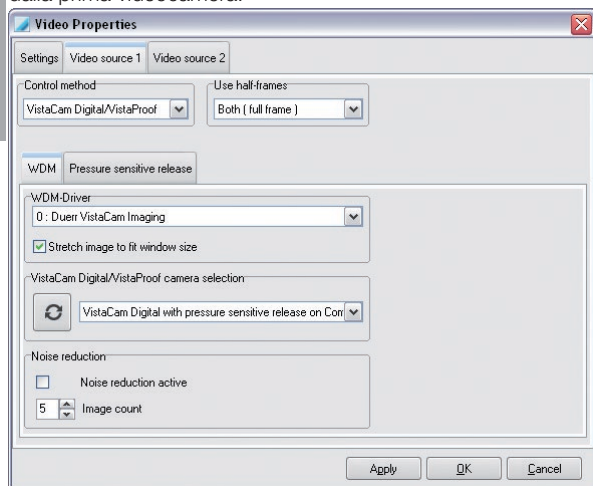 dalla prima videocamera.
Video Properties
Settings Video source 1 Video source 2
Control method Use half-frames
VistaCam Digital/VistaProof Both ( full frame )
WDM Pressure sensitive release
WDM-Driver
0 : Duerr VistaCam Imaging
Stretch image to fit window size
VistaCam Digital/VistaProof camera selection
VistaCam Digital with pressure sensitive release on
Noise reduction
Noise reduction active
5 Image count
Apply OK Cancel